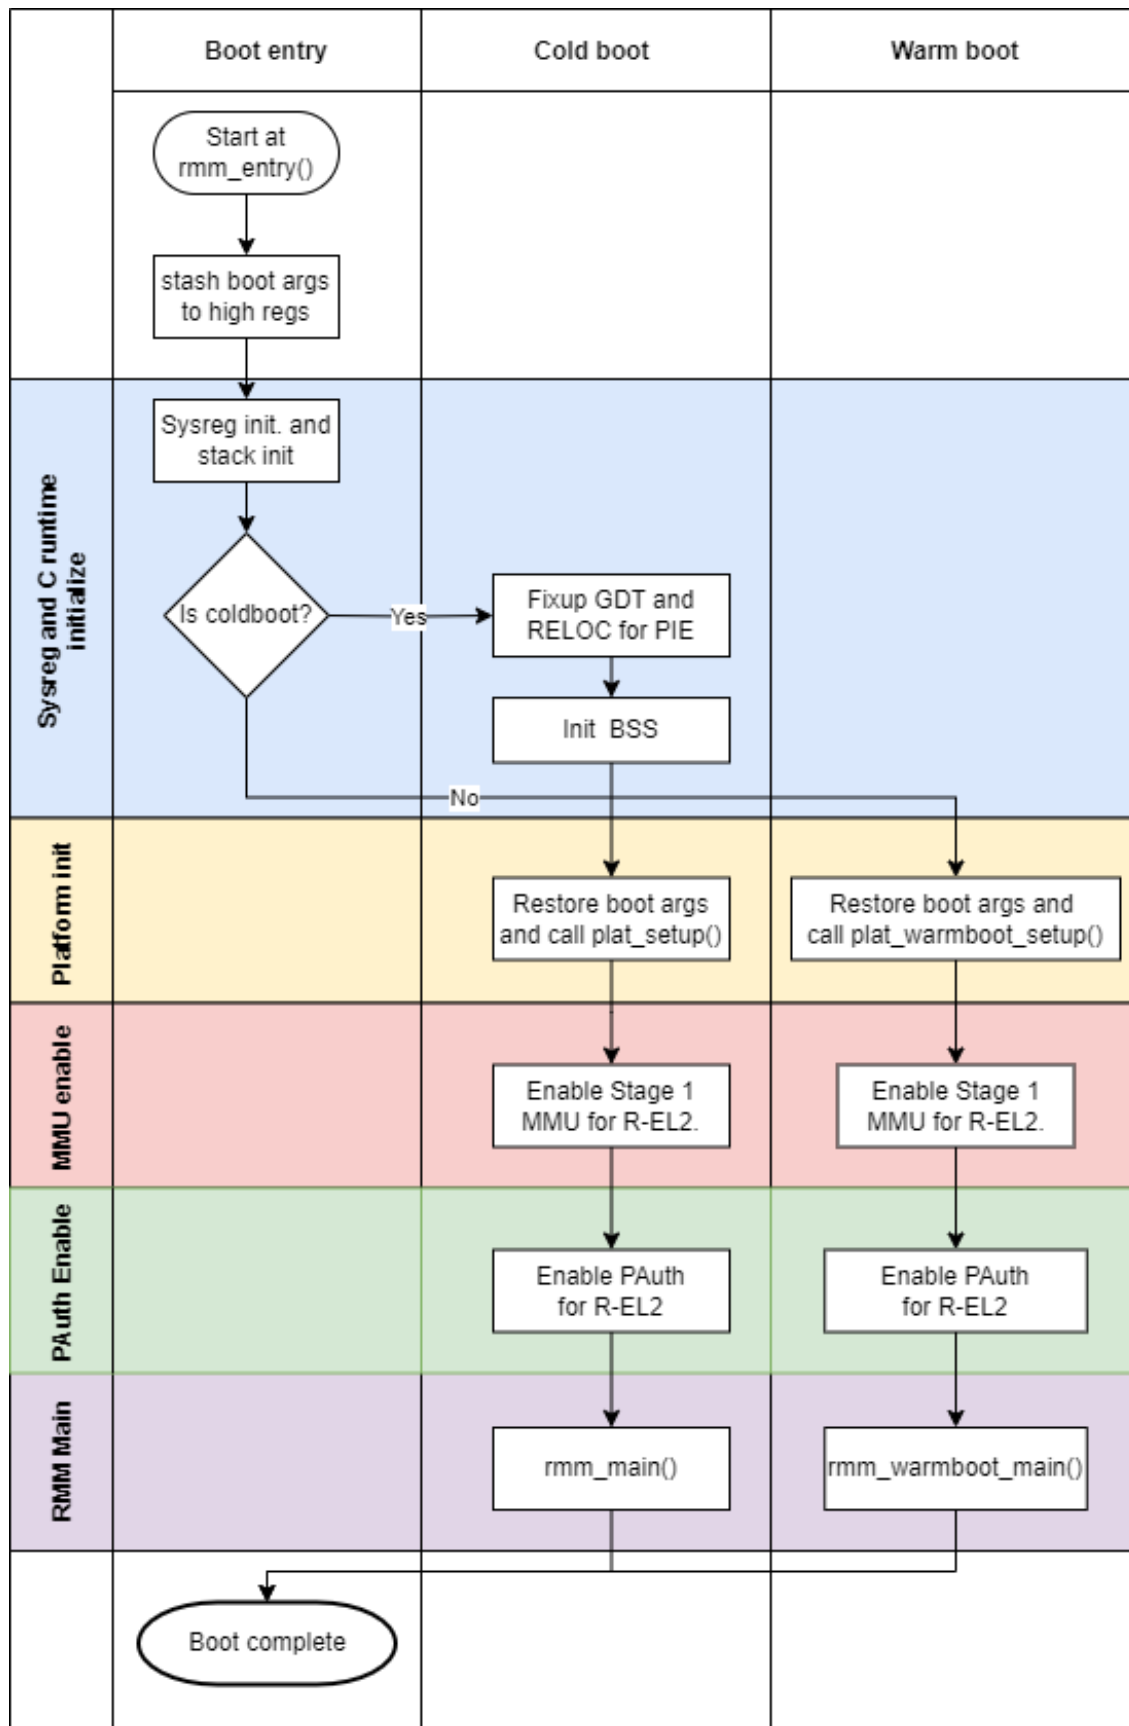 Boot entry
Cold boot
Warm boot
Start at
rmm_entry()
stash boot args
to high regs
Sysreg and C runtime
initialize
Sysreg init. and
stack init
Is coldboot?
Yes
Fixup GDT and
RELOC for PIE
Init BSS
No
Platform init
Restore boot args
and call plat_setup()
Restore boot args and
call plat_warmboot_setup()
MMU enable
Enable Stage 1
MMU for R-EL2.
Enable Stage 1
MMU for R-EL2.
PAuth Enable
Enable PAuth
for R-EL2
Enable PAuth
for R-EL2
RMM Main
rmm_main()
rmm_warmboot_main()
Boot complete